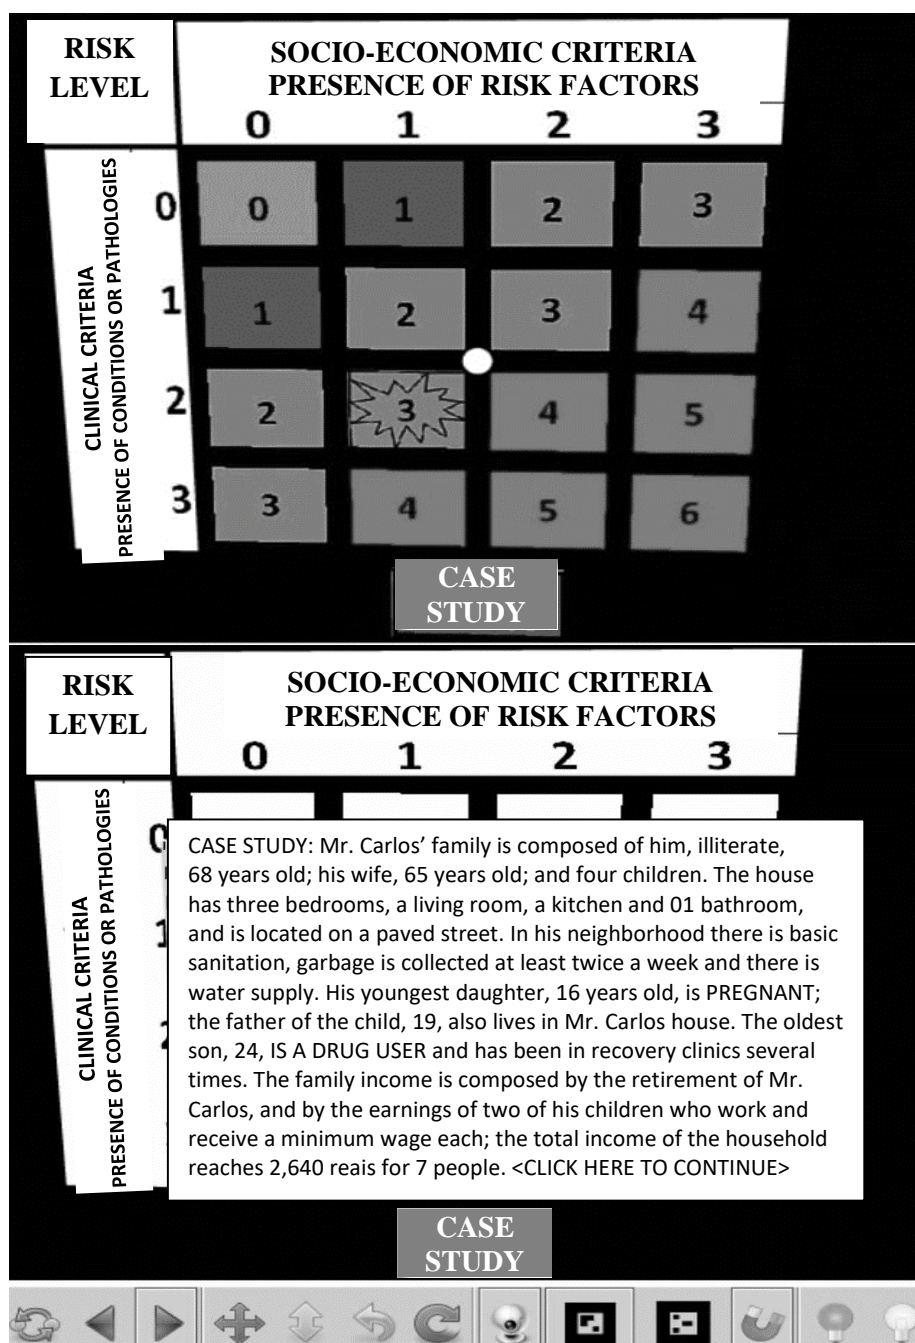 RISK
LEVEL
SOCIO-ECONOMIC CRITERIA
PRESENCE OF RISK FACTORS
0 1 2 3
CLINICAL CRITERIA
PRESENCE OF CONDITIONS OR PATHOLOGIES
0 0 1 2 3
1 1 2 3 4
2 2 3 4 5
3 3 4 5 6
CASE
STUDY
RISK
LEVEL
SOCIO-ECONOMIC CRITERIA
PRESENCE OF RISK FACTORS
0 1 2 3
CLINICAL CRITERIA
PRESENCE OF CONDITIONS OR PATHOLOGIES
0
1
2
CASE STUDY: Mr. Carlos’ family is composed of him, illiterate,
68 years old; his wife, 65 years old; and four children. The house
has three bedrooms, a living room, a kitchen and 01 bathroom,
and is located on a paved street. In his neighborhood there is basic
sanitation, garbage is collected at least twice a week and there is
water supply. His youngest daughter, 16 years old, is PREGNANT;
the father of the child, 19, also lives in Mr. Carlos house. The oldest
son, 24, IS A DRUG USER and has been in recovery clinics several
times. The family income is composed by the retirement of Mr.
Carlos, and by the earnings of two of his children who work and
receive a minimum wage each; the total income of the household
reaches 2,640 reais for 7 people. <CLICK HERE TO CONTINUE>
CASE
STUDY